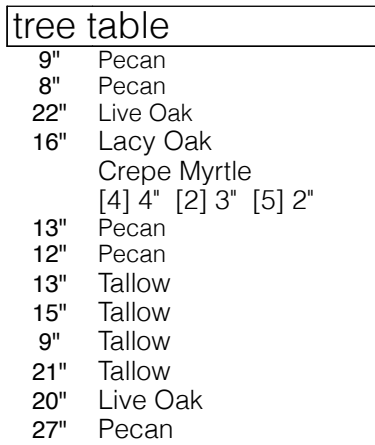 tree table
9" Pecan
8" Pecan
22" Live Oak
16" Lacy Oak
Crepe Myrtle
[4] 4" [2] 3" [5] 2"
13" Pecan
12" Pecan
13" Tallow
15" Tallow
9" Tallow
21" Tallow
20" Live Oak
27" Pecan